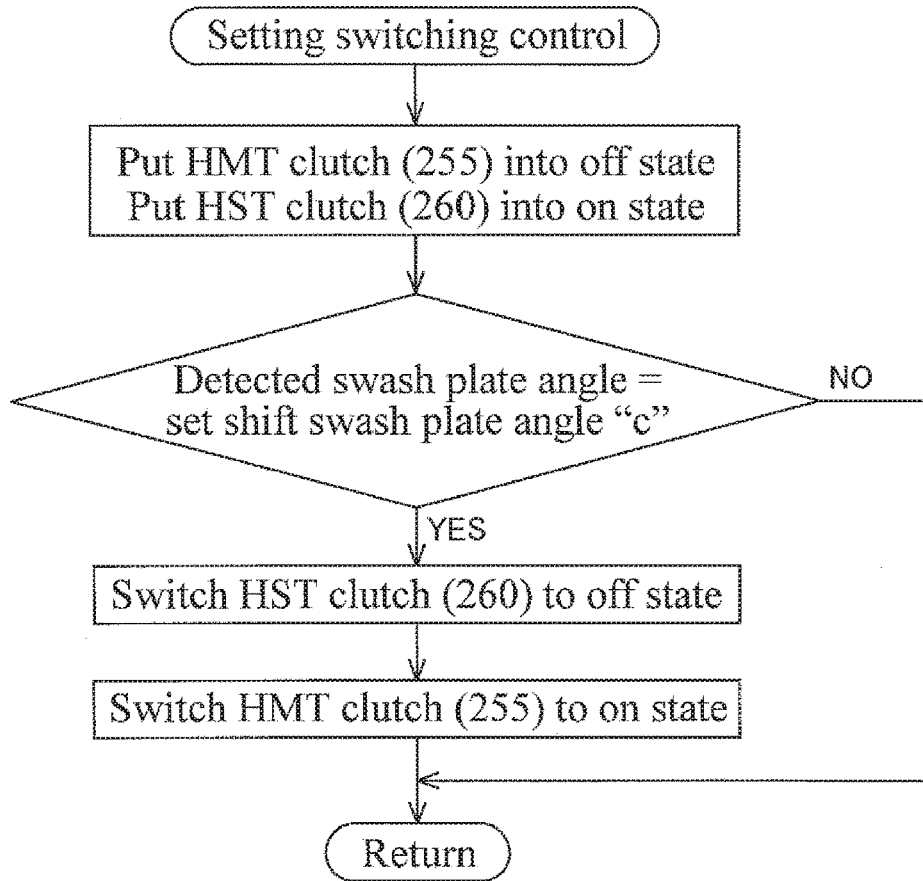 Setting switching control
Put HMT clutch (255) into off state
Put HST clutch (260) into on state
Detected swash plate angle =
set shift swash plate angle “c”
NO
YES
Switch HST clutch (260) to off state
Switch HMT clutch (255) to on state
Return